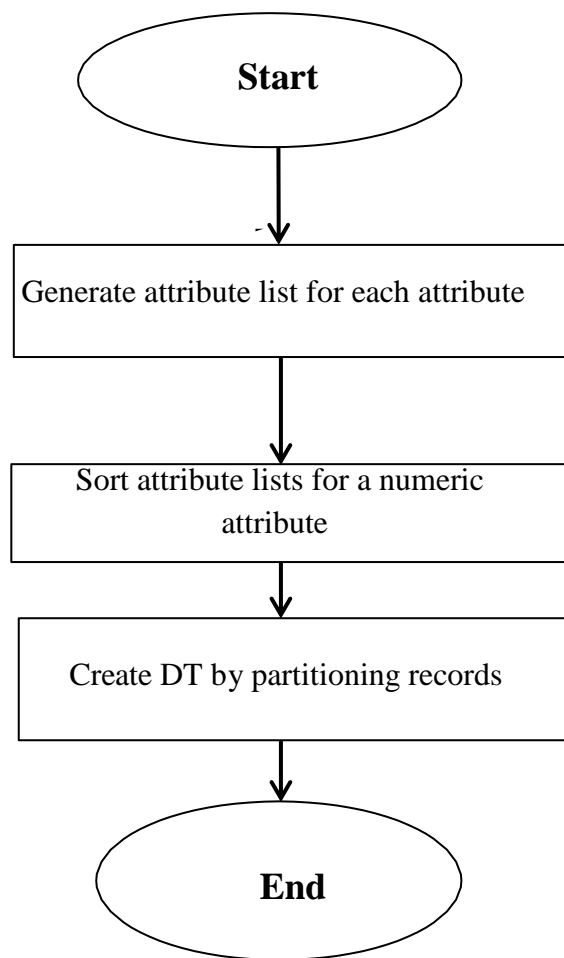 Start
Generate attribute list for each attribute
Sort attribute lists for a numeric
attribute
Create DT by partitioning records
End